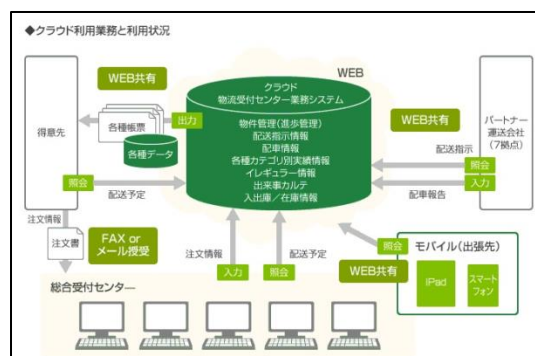 ◆クラウド利用業務と利用状況
WEB
クラウド
物流受付センター業務システム
物件管理(進歩管理)
配送指示情報
配車情報
各種カテゴリ別実績情報
イレギュラー情報
出来事カルテ
入出庫/在庫情報
WEB共有
得意先
各種帳票
各種データ
出力
照会
配送予定
注文情報
注文書
FAX or
メール授受
WEB共有
パートナー
運送会社
(7拠点)
配送指示
照会
入力
配車報告
注文情報
入力
照会
配送予定
WEB共有
照会
モバイル(出張先)
iPad
スマート
フォン
総合受付センター